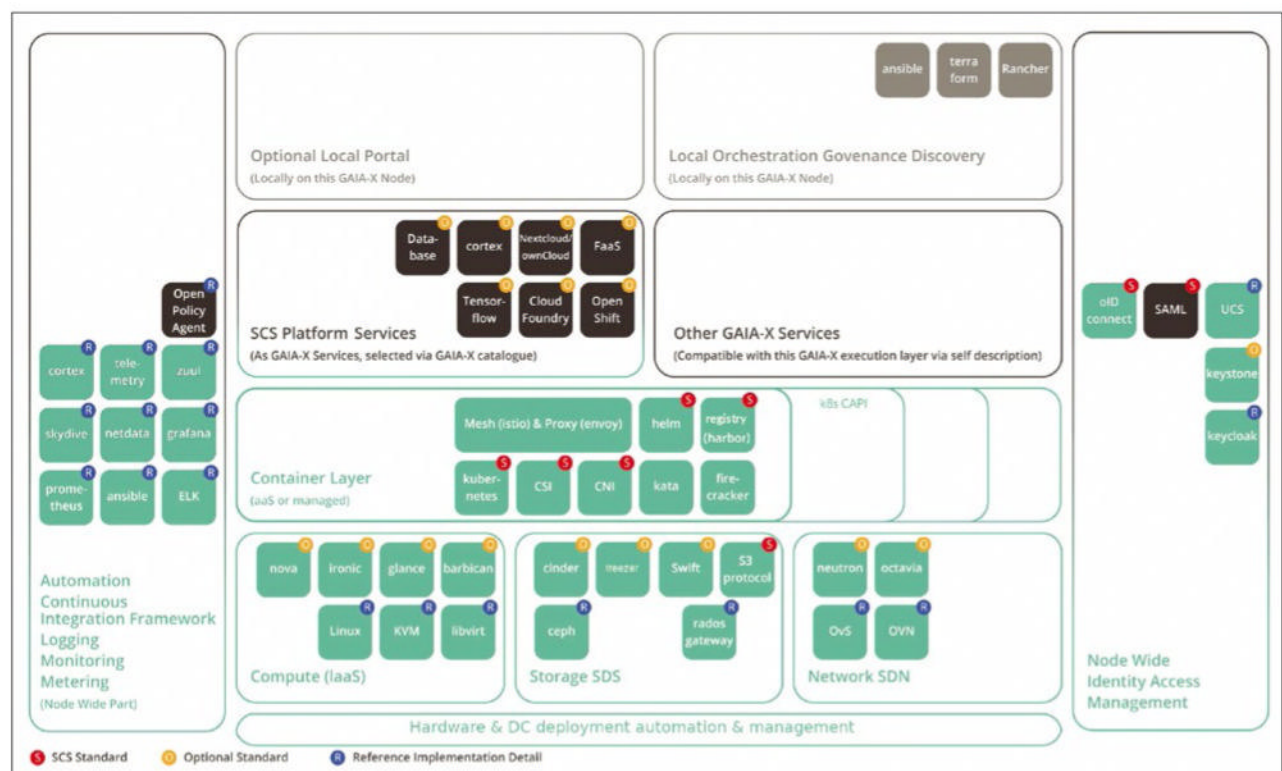 ansible
terra
form
Rancher
Optional Local Portal
(Locally on this GAIA-X Node)
Local Orchestration Govenance Discovery
(Locally on this GAIA-X Node)
O
O
O
O
Data-
base
cortex
Nextcloud/
ownCloud
FaaS
O
O
O
Tensor-
flow
Cloud
Foundry
Open
Shift
SCS Platform Services
(As GAIA-X Services, selected via GAIA-X catalogue)
Other GAIA-X Services
(Compatible with this GAIA-X execution layer via self description)
R
Open
Policy
Agent
R
R
R
cortex
tele-
metry
zuul
R
R
R
skydive
netdata
grafana
R
R
R
prome-
theus
ansible
ELK
Automation
Continuous
Integration Framework
Logging
Monitoring
Metering
(Node Wide Part)
S
S
Mesh (istio) & Proxy (envoy)
helm
registry
(harbor)
k8s CAPI
S
S
S
kuber-
netes
CSI
CNI
kata
fire-
cracker
Container Layer
(aaS or managed)
O
O
O
O
nova
ironic
glance
barbican
R
R
R
Linux
KVM
libvirt
Compute (IaaS)
O
O
O
S
cinder
freezer
Swift
S3
protocol
R
R
ceph
rados
gateway
Storage SDS
O
O
neutron
octavia
R
R
OvS
OVN
Network SDN
S
S
R
oID
connect
SAML
UCS
O
keystone
R
keycloak
Node Wide
Identity Access
Management
Hardware & DC deployment automation & management
S SCS Standard
O Optional Standard
R Reference Implementation Detail